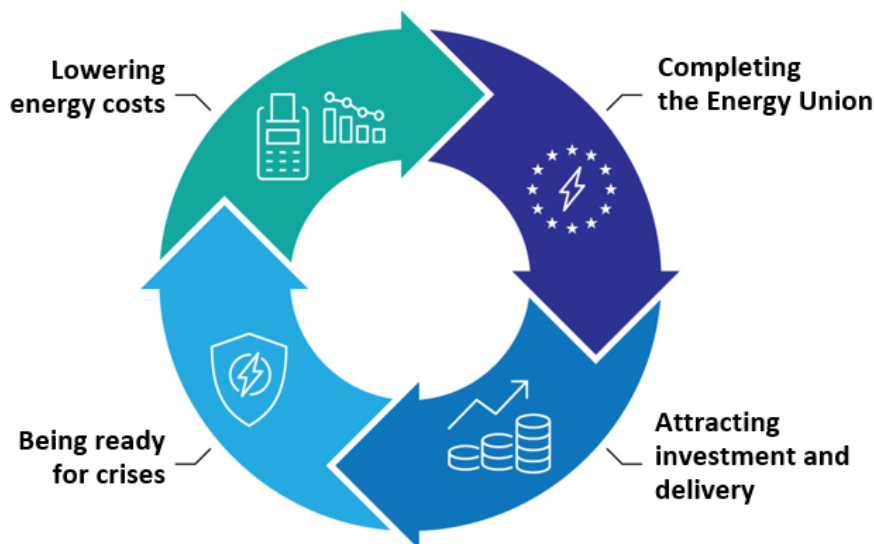 Lowering
energy costs
Completing
the Energy Union
Being ready
for crises
Attracting
investment and
delivery